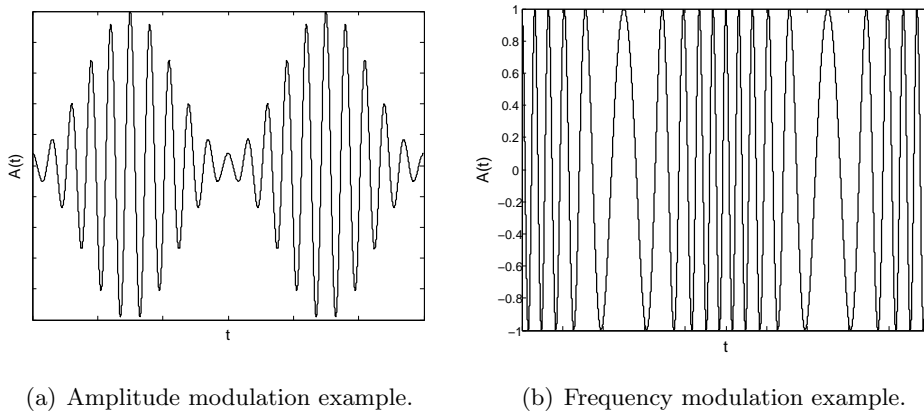 A(t)
t
(a) Amplitude modulation example.
1
0.8
0.6
0.4
0.2
0
−0.2
−0.4
−0.6
−0.8
−1
A(t)
t
(b) Frequency modulation example.